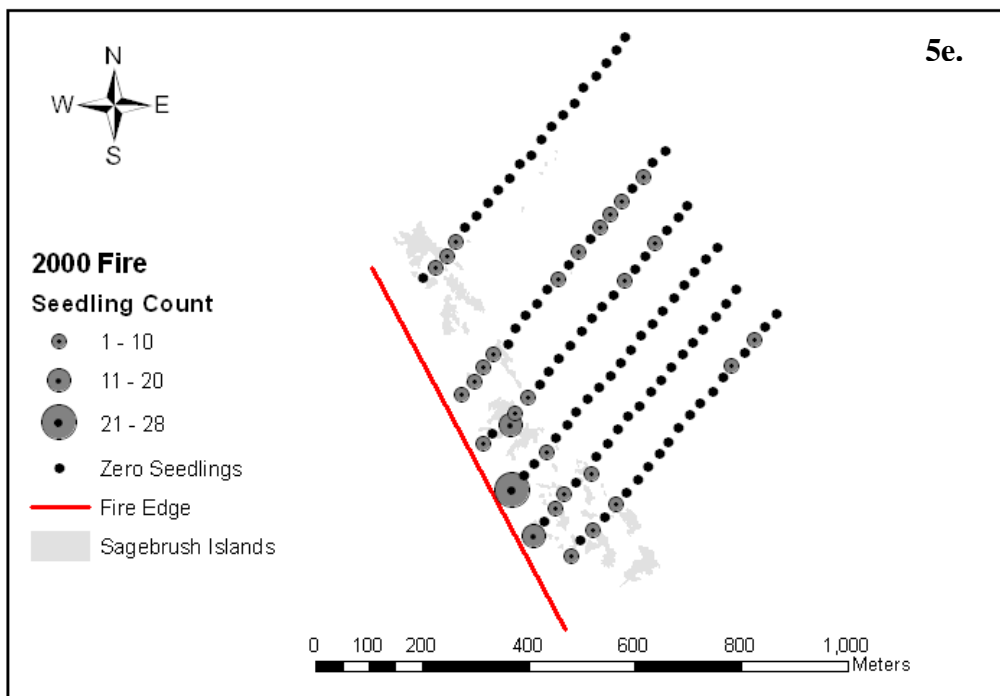 5e.
N
W E
S
2000 Fire
Seedling Count
1 - 10
11 - 20
21 - 28
Zero Seedlings
Fire Edge
Sagebrush Islands
0 100 200 400 600 800 1,000
Meters